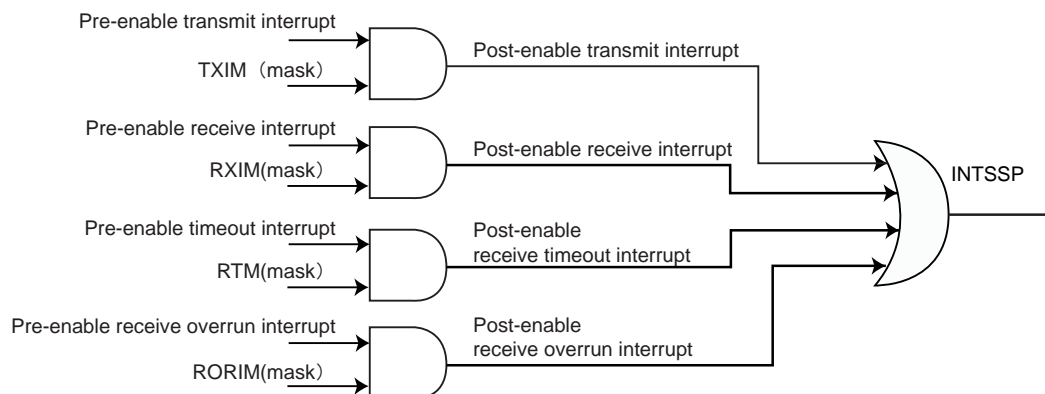 Pre-enable transmit interrupt
TXIM（mask）
Post-enable transmit interrupt
Pre-enable receive interrupt
RXIM(mask）
Post-enable receive interrupt
INTSSP
Pre-enable timeout interrupt
RTM(mask）
Post-enable
receive timeout interrupt
Pre-enable receive overrun interrupt
RORIM(mask）
Post-enable
receive overrun interrupt